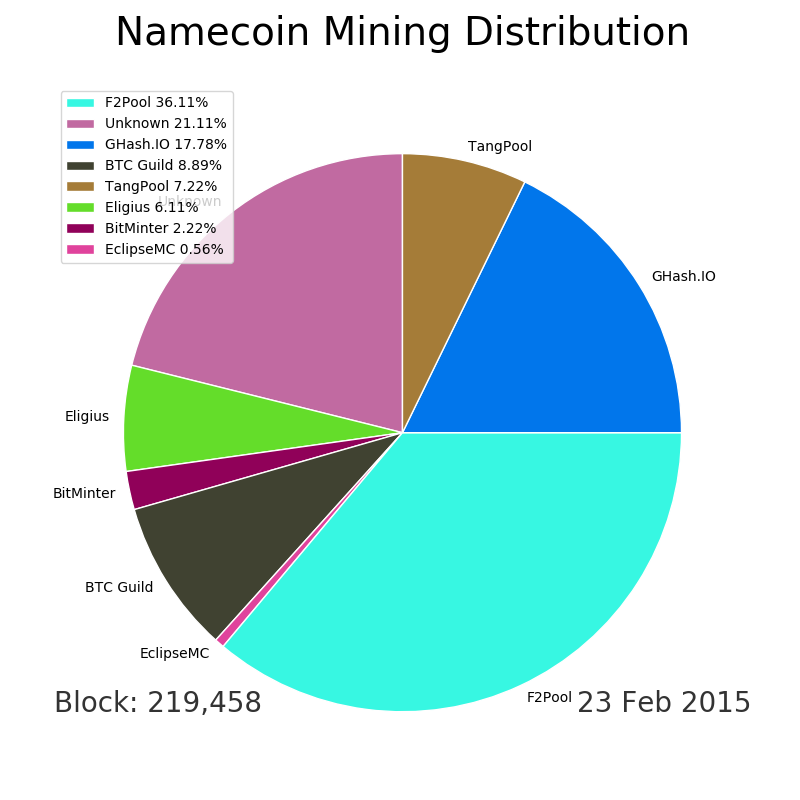 Namecoin Mining Distribution
F2Pool 36.11%
Unknown 21.11%
GHash.IO 17.78%
BTC Guild 8.89%
TangPool 7.22%
Eligius 6.11%
BitMinter 2.22%
EclipseMC 0.56%
Unknown
TangPool
GHash.IO
Eligius
BitMinter
BTC Guild
EclipseMC
F2Pool
Block: 219,458
23 Feb 2015